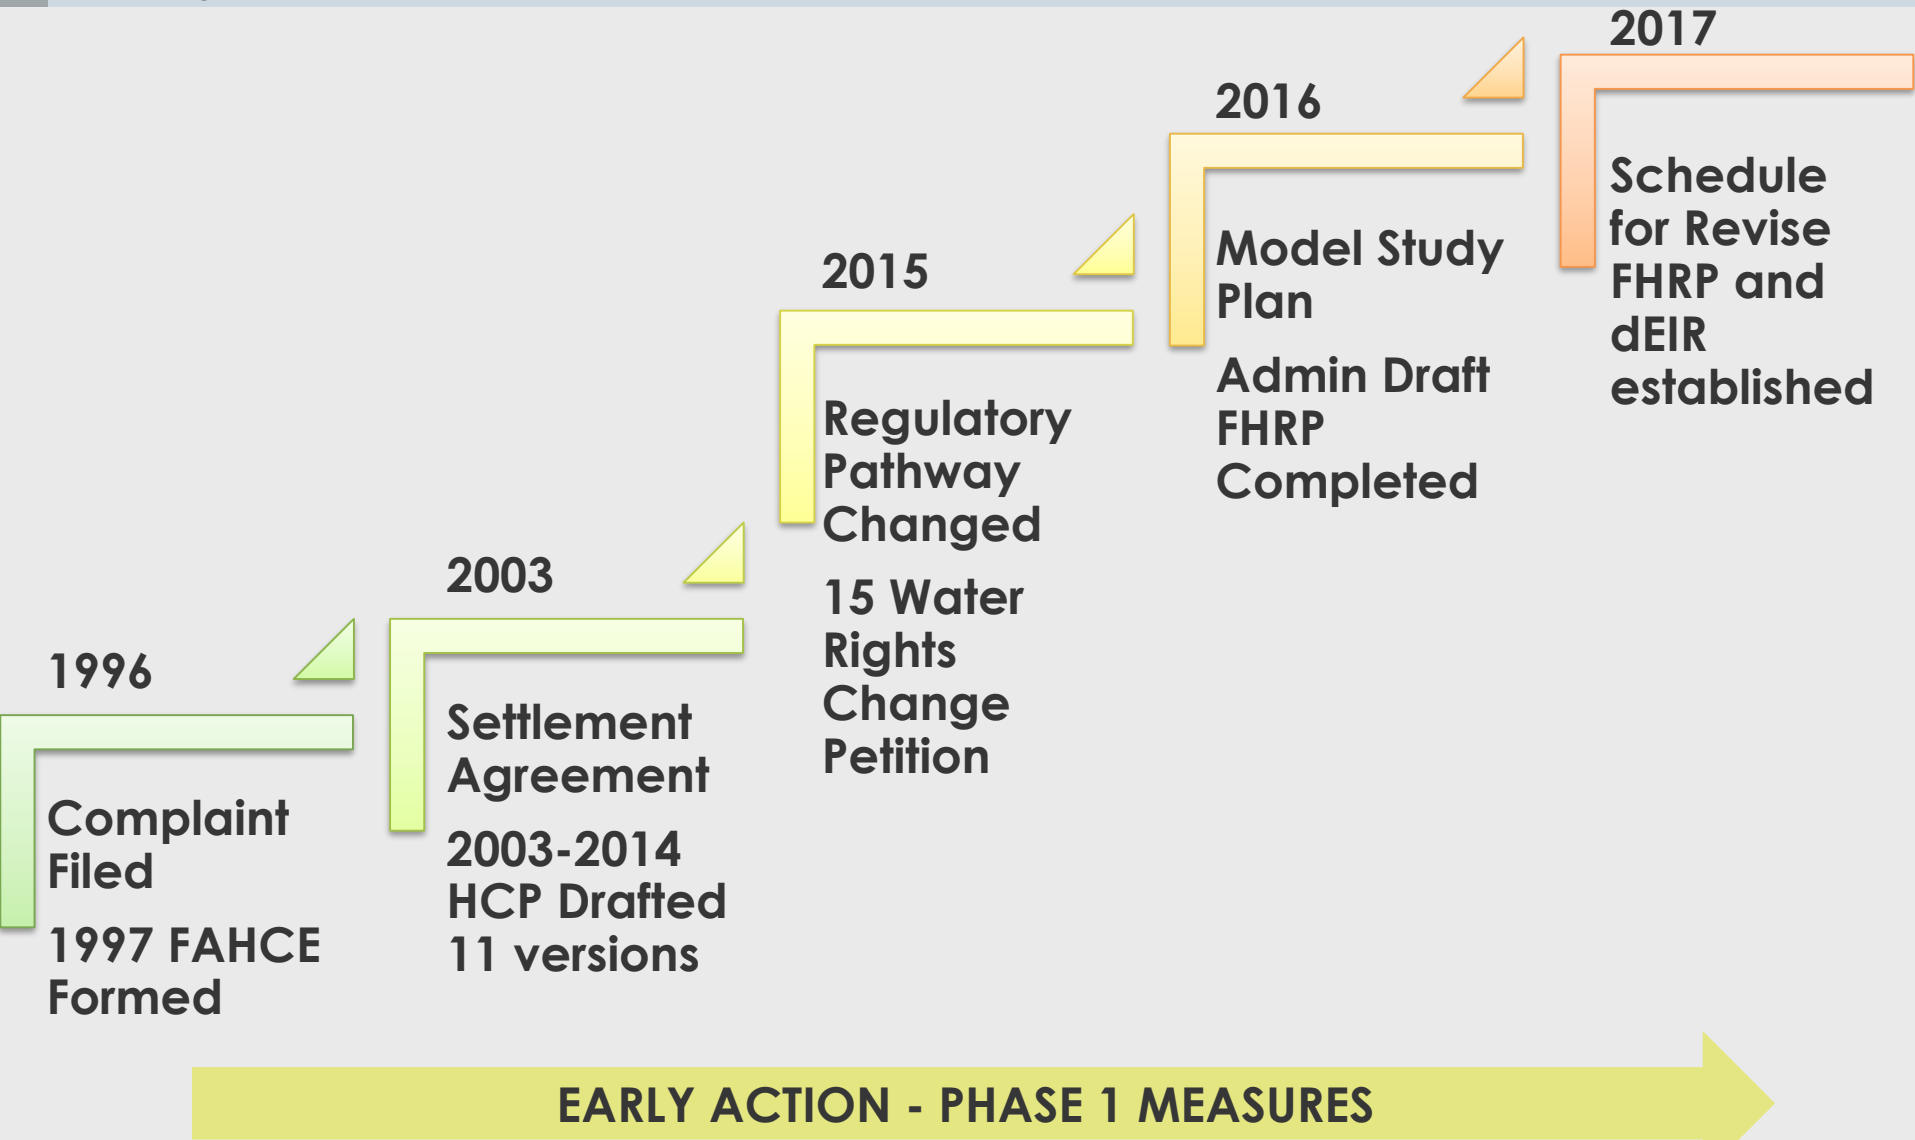 1996
Complaint
Filed
1997 FAHCE
Formed
2003
Settlement
Agreement
2003-2014
HCP Drafted
11 versions
2015
Regulatory
Pathway
Changed
15 Water
Rights
Change
Petition
2016
Model Study
Plan
Admin Draft
FHRP
Completed
2017
Schedule
for Revise
FHRP and
dEIR
established
EARLY ACTION - PHASE 1 MEASURES